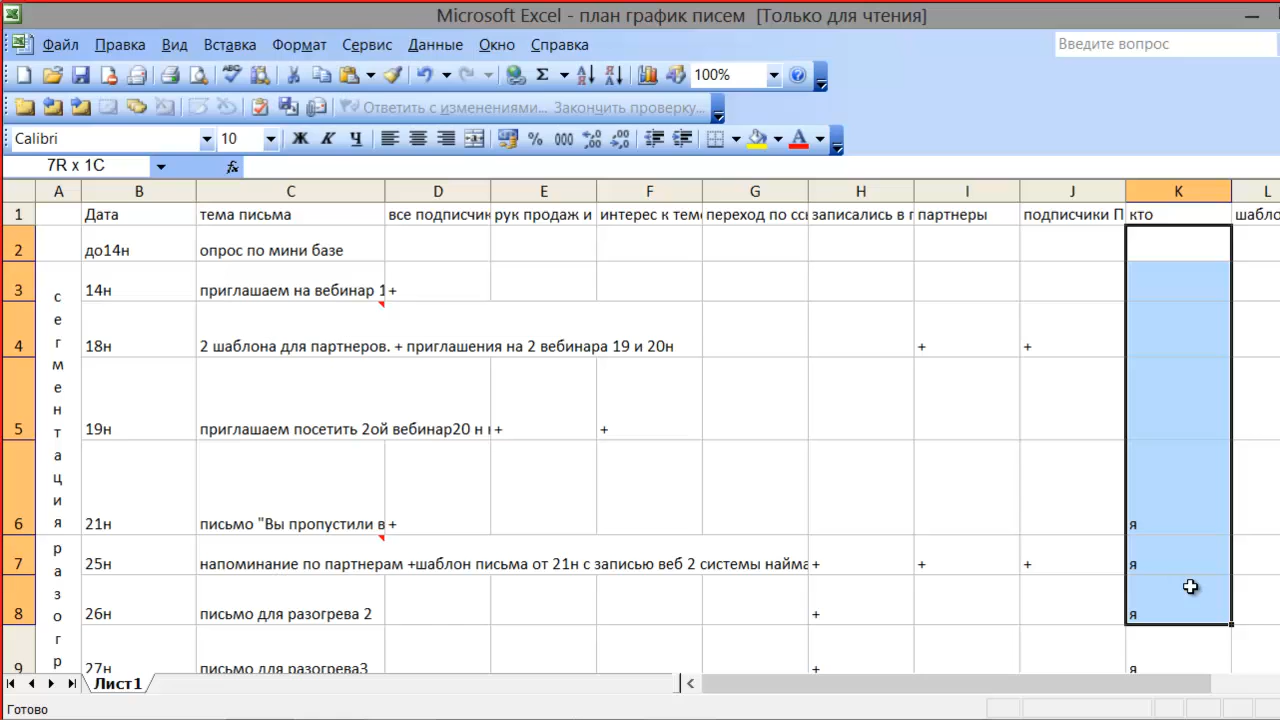 Microsoft Excel - план график писем [Только для чтения]
Файл Правка Вид Вставка Формат Сервис Данные Окно Справка Введите вопрос
100%
Ответить с изменениями... Закончить проверку...
Calibri 10 Ж К Ч % 000
7R x 1C fx
A B C D E F G H I J K L
1 Дата тема письма все подписчик рук продаж и интерес к тем переход по сс записались в партнеры подписчики П кто шабло
2 до14н опрос по мини базе
3 14н приглашаем на вебинар 1 +
4 18н 2 шаблона для партнеров. + приглашения на 2 вебинара 19 и 20н + +
5 19н приглашаем посетить 2ой вебинар20 н + +
6 21н письмо "Вы пропустили в + я
7 25н напоминание по партнерам +шаблон письма от 21н с записью веб 2 системы найма + + + я
8 26н письмо для разогрева 2 + я
9 27н письмо для разогрева3 + я
с
е
г
м
е
н
т
а
ц
и
я
р
а
з
о
г
р
Лист1
Готово